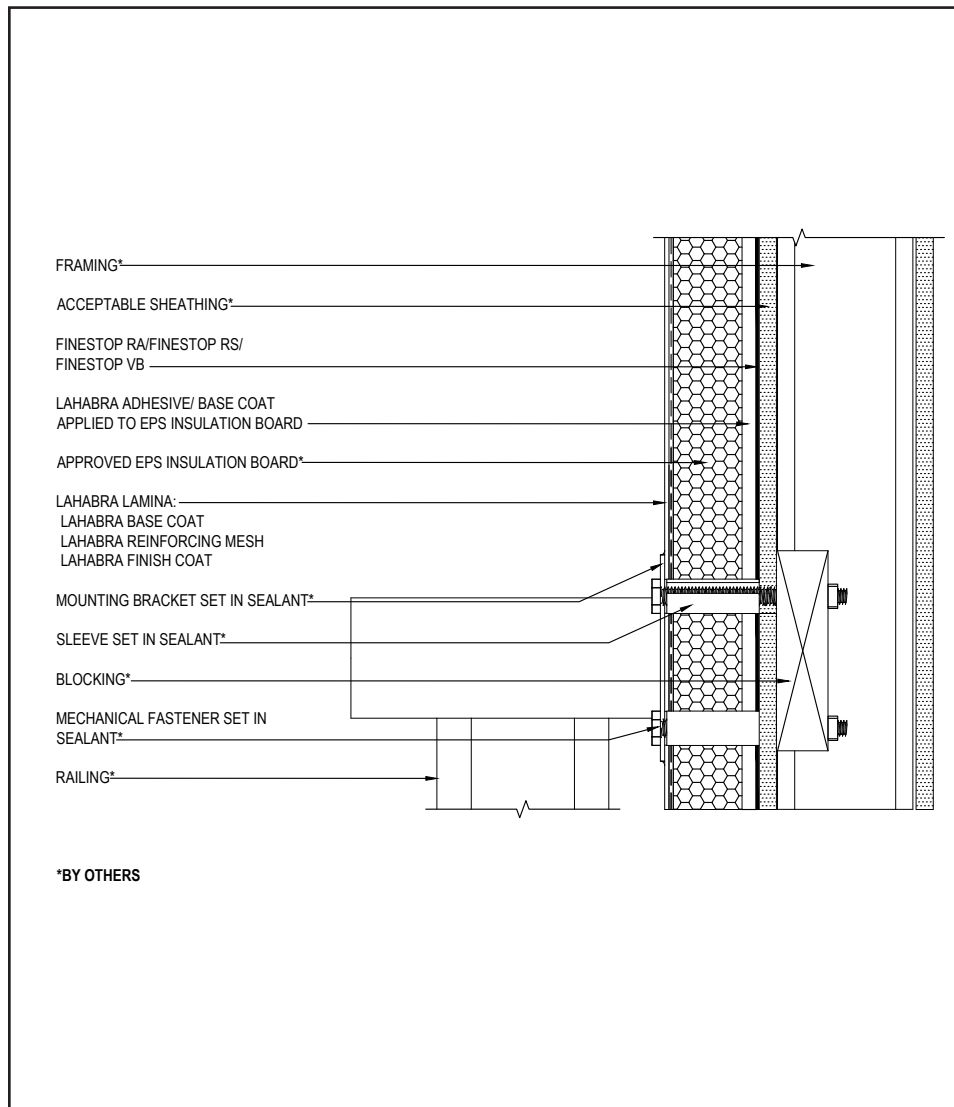 FRAMING*
ACCEPTABLE SHEATHING*
FINESTOP RA/FINESTOP RS/
FINESTOP VB
LAHABRA ADHESIVE/ BASE COAT
APPLIED TO EPS INSULATION BOARD
APPROVED EPS INSULATION BOARD*
LAHABRA LAMINA:
LAHABRA BASE COAT
LAHABRA REINFORCING MESH
LAHABRA FINISH COAT
MOUNTING BRACKET SET IN SEALANT*
SLEEVE SET IN SEALANT*
BLOCKING*
MECHANICAL FASTENER SET IN
SEALANT*
RAILING*
*BY OTHERS